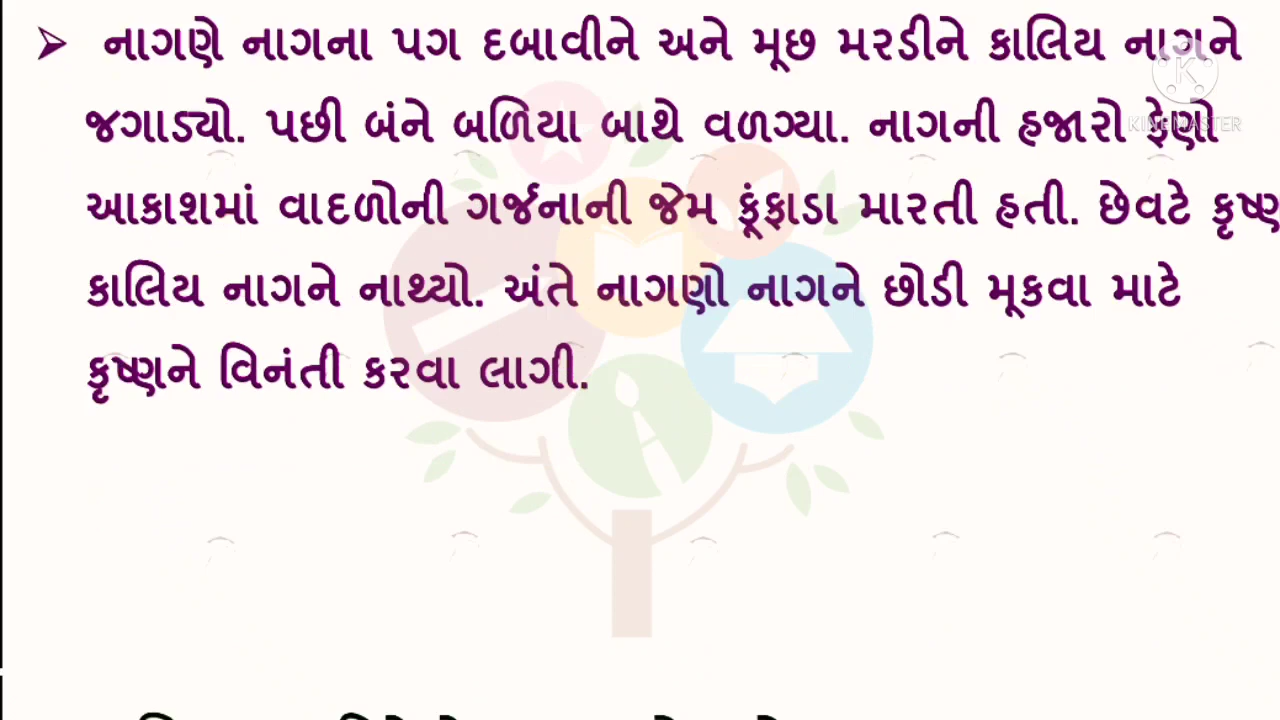 ➢ નાગણે નાગના પગ દબાવીને અને મૂછ મરડીને કાલિય નાગને
જગાડ્યો. પછી બંને બળિયા બાથે વળગ્યા. નાગની હજારો ફેણો
આકાશમાં વાદળોની ગર્જનાની જેમ ફૂંફાડા મારતી હતી. છેવટે કૃષ્ણ
કાલિય નાગને નાથ્યો. અંતે નાગણો નાગને છોડી મૂકવા માટે
કૃષ્ણને વિનંતી કરવા લાગી.
KINEMASTER